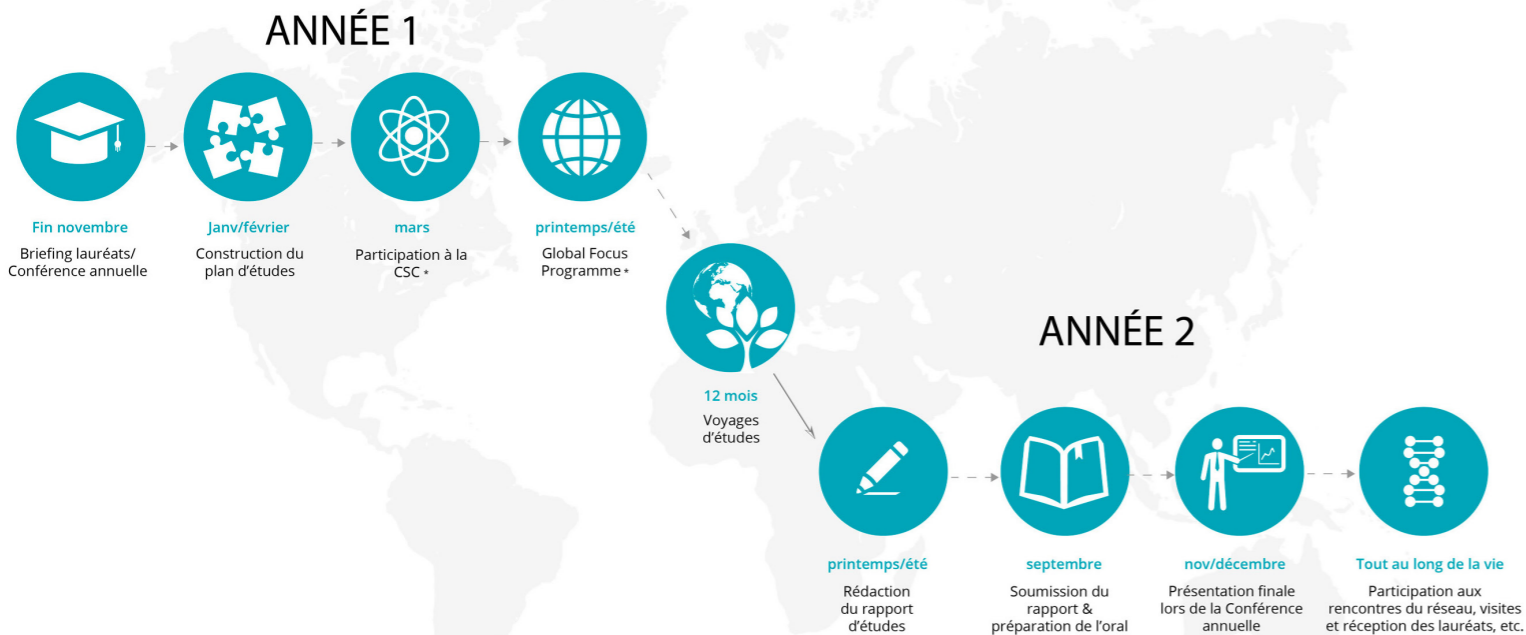 ANNÉE 1
Fin novembre
Briefing lauréats/
Conférence annuelle
Janv/février
Construction du
plan d'études
mars
Participation à la
CSC *
printemps/été
Global Focus
Programme *
12 mois
Voyages
d'études
ANNÉE 2
printemps/été
Rédaction
du rapport
d'études
septembre
Soumission du
rapport &
préparation de l'oral
nov/décembre
Présentation finale
lors de la Conférence
annuelle
Tout au long de la vie
Participation aux
rencontres du réseau, visites
et réception des lauréats, etc.